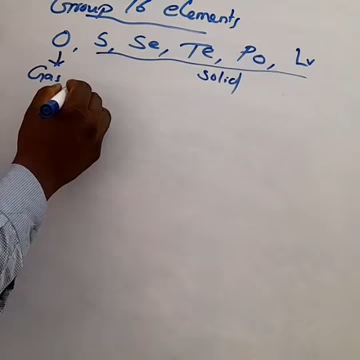 Group 16 elements
O, S, Se, Te, Po, Lv
Gas Solid